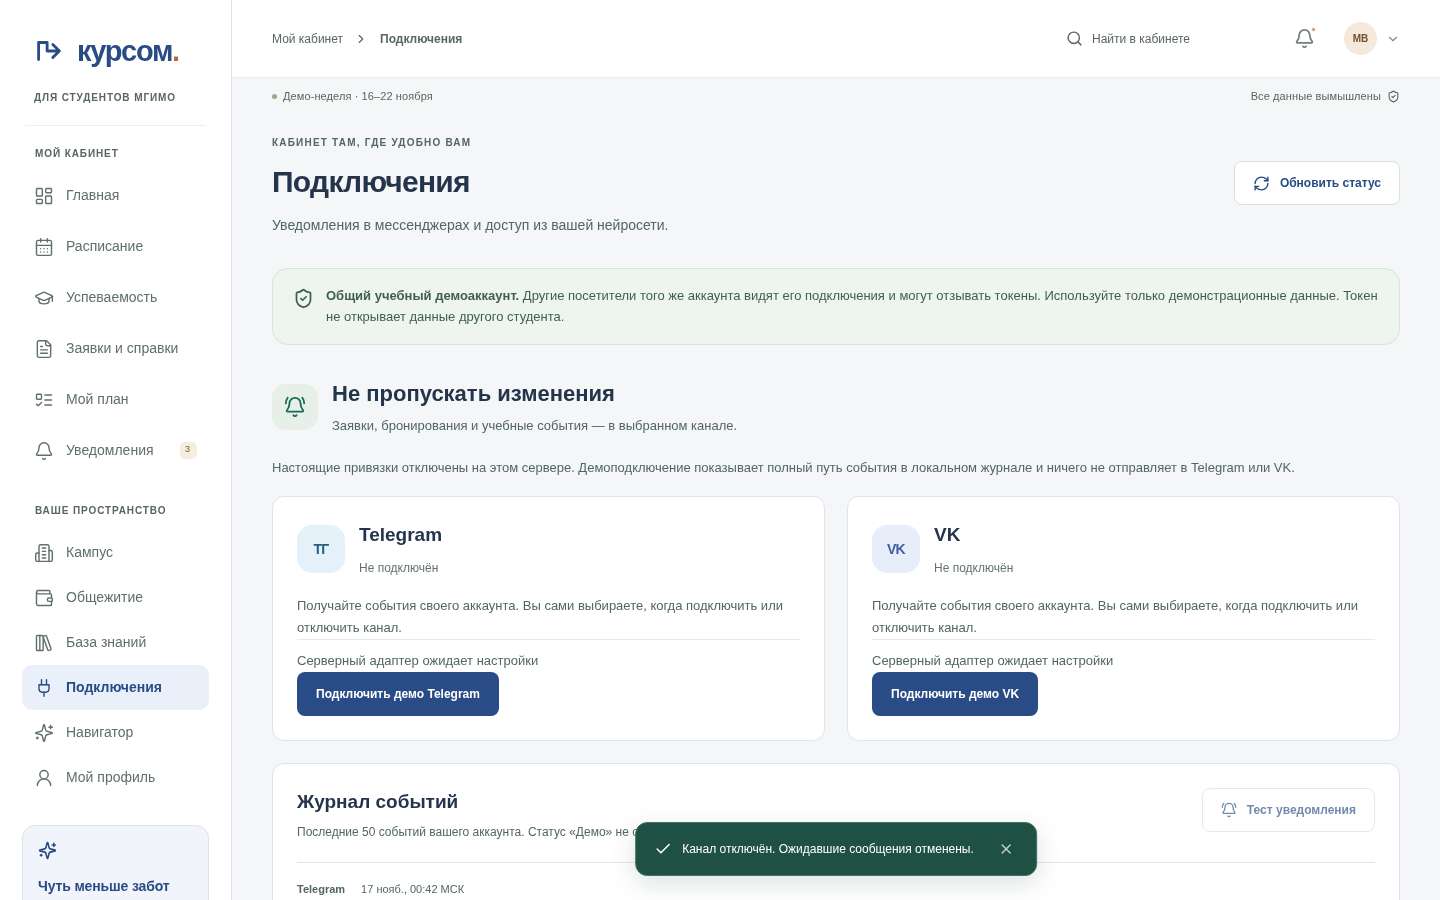 курсом.
ДЛЯ СТУДЕНТОВ МГИМО
МОЙ КАБИНЕТ
Главная
Расписание
Успеваемость
Заявки и справки
Мой план
Уведомления 3
ВАШЕ ПРОСТРАНСТВО
Кампус
Общежитие
База знаний
Подключения
Навигатор
Мой профиль
Чуть меньше забот
Мой кабинет Подключения
Найти в кабинете
МВ
Демо-неделя · 16–22 ноября
Все данные вымышлены
КАБИНЕТ ТАМ, ГДЕ УДОБНО ВАМ
Подключения
Обновить статус
Уведомления в мессенджерах и доступ из вашей нейросети.
Общий учебный демоаккаунт. Другие посетители того же аккаунта видят его подключения и могут отзывать токены. Используйте только демонстрационные данные. Токен
не открывает данные другого студента.
Не пропускать изменения
Заявки, бронирования и учебные события — в выбранном канале.
Настоящие привязки отключены на этом сервере. Демоподключение показывает полный путь события в локальном журнале и ничего не отправляет в Telegram или VK.
ТГ
Telegram
Не подключён
Получайте события своего аккаунта. Вы сами выбираете, когда подключить или
отключить канал.
Серверный адаптер ожидает настройки
Подключить демо Telegram
VK
VK
Не подключён
Получайте события своего аккаунта. Вы сами выбираете, когда подключить или
отключить канал.
Серверный адаптер ожидает настройки
Подключить демо VK
Журнал событий
Тест уведомления
Последние 50 событий вашего аккаунта. Статус «Демо» не
Канал отключён. Ожидавшие сообщения отменены.
Telegram 17 нояб., 00:42 МСК